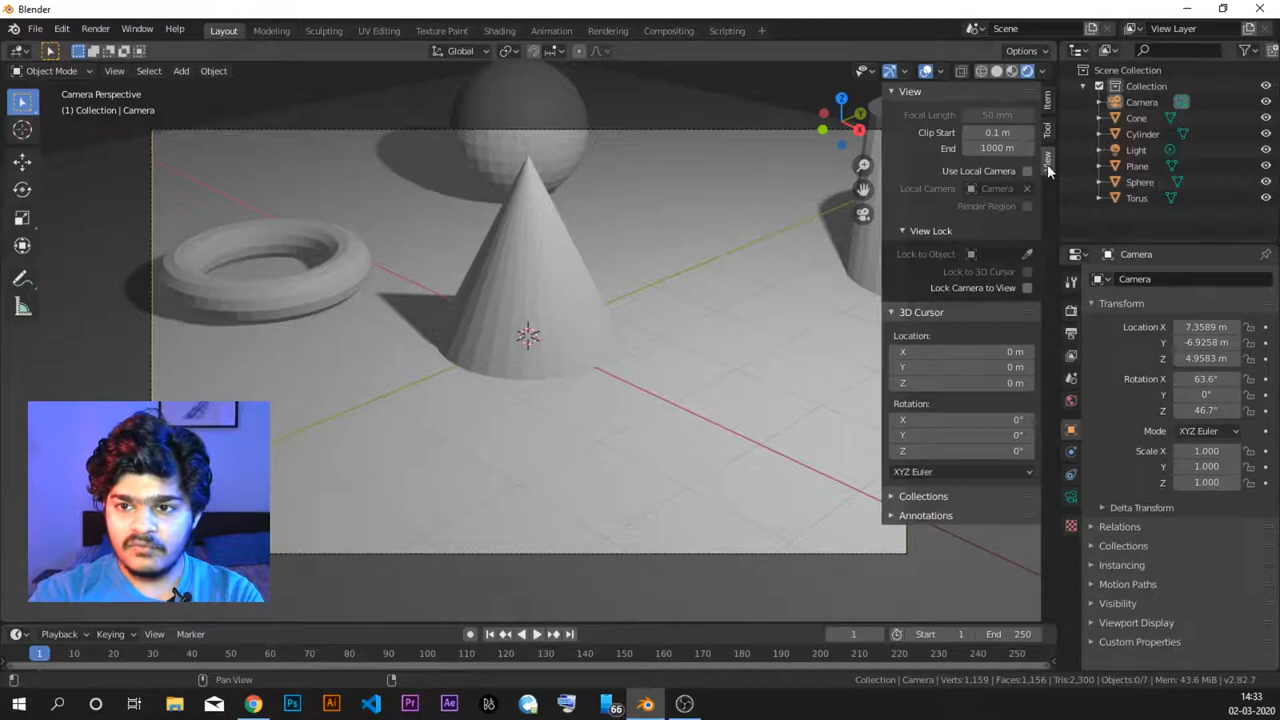 Blender
File Edit Render Window Help
Layout Modeling Sculpting UV Editing Texture Paint Shading Animation Rendering Compositing Scripting +
Scene
View Layer
Global
Options
Object Mode View Select Add Object
Camera Perspective
(1) Collection | Camera
Z
Y
X
View
Focal Length 50 mm
Clip Start 0.1 m
End 1000 m
Use Local Camera
Local Camera Camera
Render Region
View Lock
Lock to Object
Lock to 3D Cursor
Lock Camera to View
3D Cursor
Location:
X 0 m
Y 0 m
Z 0 m
Rotation:
X 0°
Y 0°
Z 0°
XYZ Euler
Collections
Annotations
Item
Tool
View
Scene Collection
Collection
Camera
Cone
Cylinder
Light
Plane
Sphere
Torus
Camera
Camera
Transform
Location X 7.3589 m
Y -6.9258 m
Z 4.9583 m
Rotation X 63.6°
Y 0°
Z 46.7°
Mode XYZ Euler
Scale X 1.000
Y 1.000
Z 1.000
Delta Transform
Relations
Collections
Instancing
Motion Paths
Visibility
Viewport Display
Custom Properties
Playback Keying View Marker
1 Start 1 End 250
1 10 20 30 40 50 60 70 80 90 100 110 120 130 140 150 160 170 180 190 200 210 220 230 240 250
Pan View
Collection | Camera | Verts:1,159 | Faces:1,156 | Tris:2,300 | Objects:0/7 | Mem: 43.6 MiB | v2.82.7
Ps Ai Pr Ae 66
14:33
02-03-2020